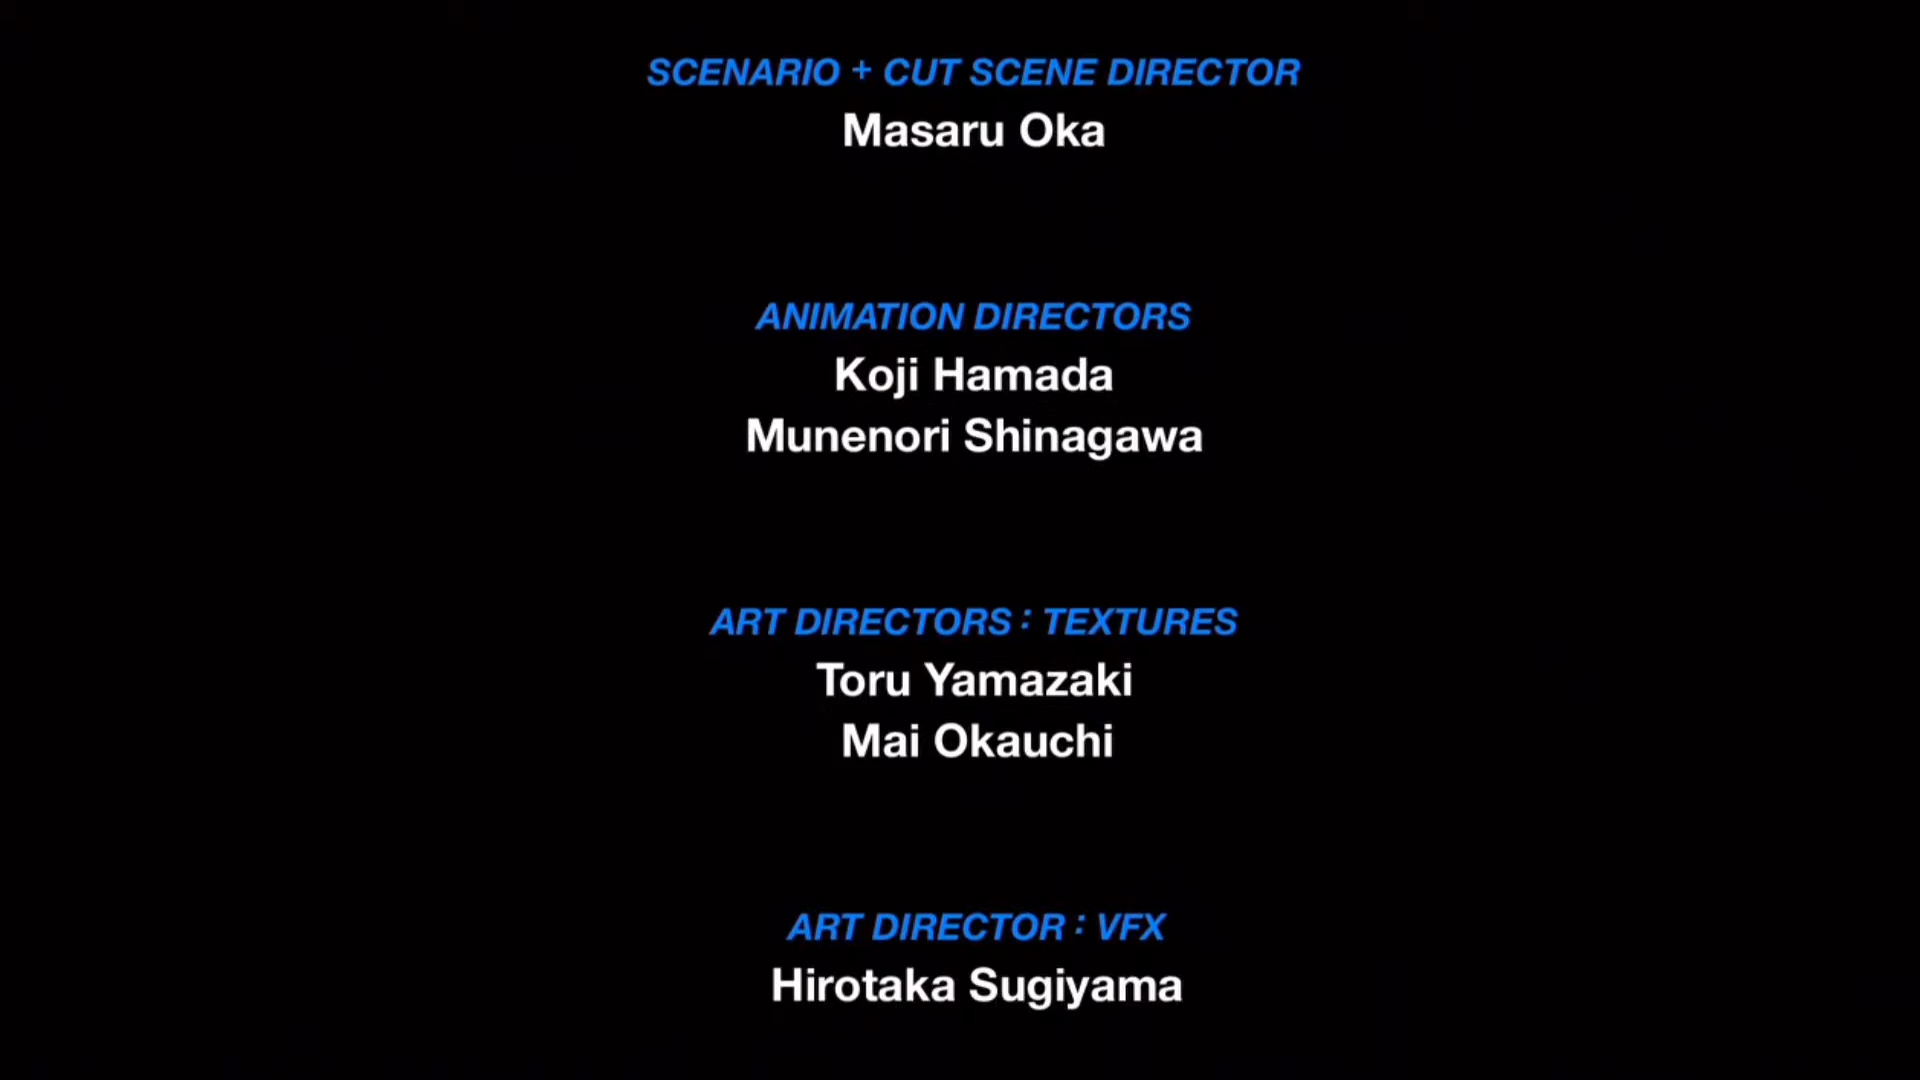 SCENARIO + CUT SCENE DIRECTOR
Masaru Oka
ANIMATION DIRECTORS
Koji Hamada
Munenori Shinagawa
ART DIRECTORS : TEXTURES
Toru Yamazaki
Mai Okauchi
ART DIRECTOR : VFX
Hirotaka Sugiyama